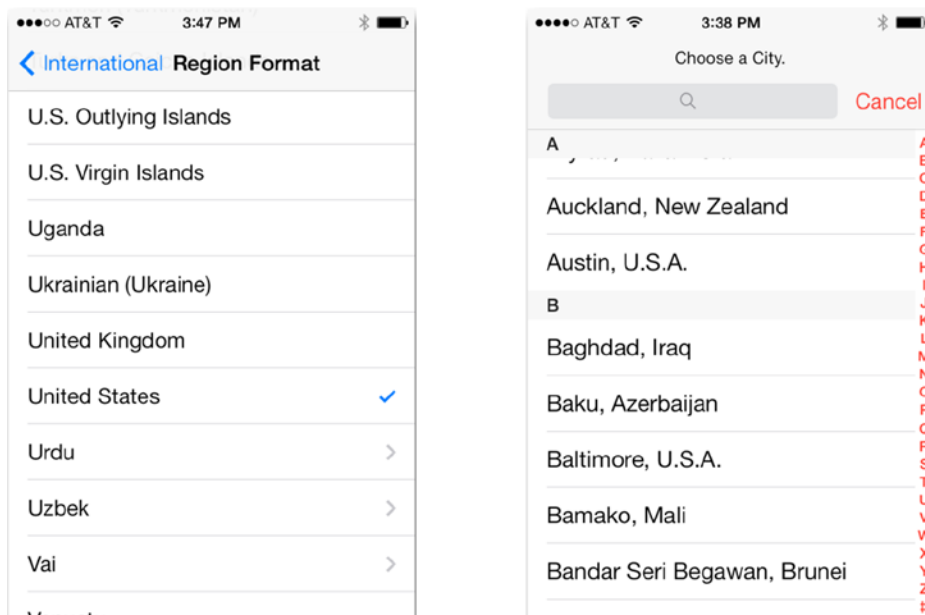 AT&T 3:47 PM
International Region Format
U.S. Outlying Islands
U.S. Virgin Islands
Uganda
Ukrainian (Ukraine)
United Kingdom
United States
Urdu
Uzbek
Vai
AT&T 3:38 PM
Choose a City.
Cancel
A
Auckland, New Zealand
Austin, U.S.A.
B
Baghdad, Iraq
Baku, Azerbaijan
Baltimore, U.S.A.
Bamako, Mali
Bandar Seri Begawan, Brunei
A
B
C
D
E
F
G
H
I
J
K
L
M
N
O
P
Q
R
S
T
U
V
W
X
Y
Z